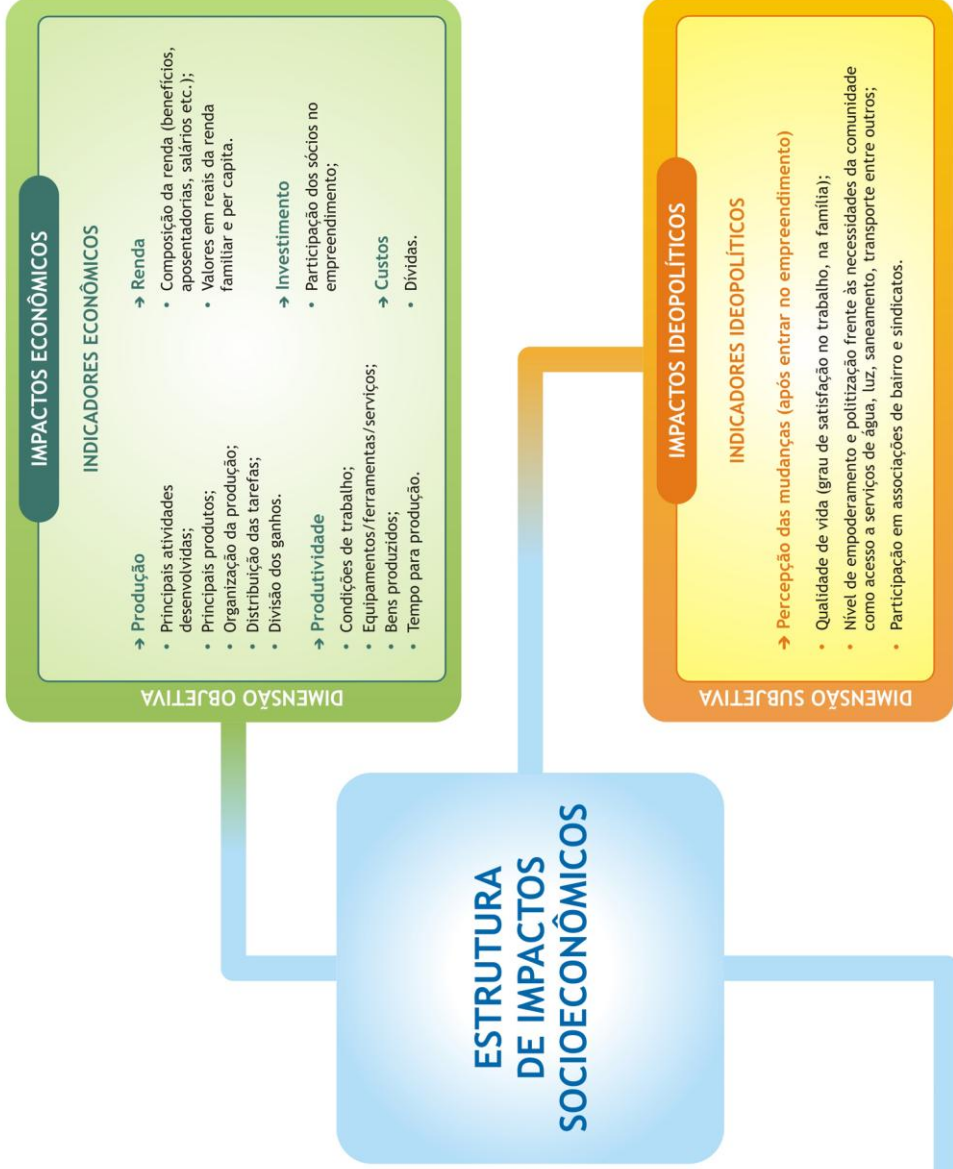 ESTRUTURA
DE IMPACTOS
SOCIOECONÔMICOS
DIMENSÃO OBJETIVA
IMPACTOS ECONÔMICOS
INDICADORES ECONÔMICOS
➔ Produção
• Principais atividades
desenvolvidas;
• Principais produtos;
• Organização da produção;
• Distribuição das tarefas;
• Divisão dos ganhos.
➔ Produtividade
• Condições de trabalho;
• Equipamentos/ferramentas/serviços;
• Bens produzidos;
• Tempo para produção.
➔ Renda
• Composição da renda (benefícios,
aposentadorias, salários etc.);
• Valores em reais da renda
familiar e per capita.
➔ Investimento
• Participação dos sócios no
empreendimento;
➔ Custos
• Dívidas.
DIMENSÃO SUBJETIVA
IMPACTOS IDEOPOLÍTICOS
INDICADORES IDEOPOLÍTICOS
➔ Percepção das mudanças (após entrar no empreendimento)
• Qualidade de vida (grau de satisfação no trabalho, na família);
• Nível de empoderamento e politização frente às necessidades da comunidade
como acesso a serviços de água, luz, saneamento, transporte entre outros;
• Participação em associações de bairro e sindicatos.